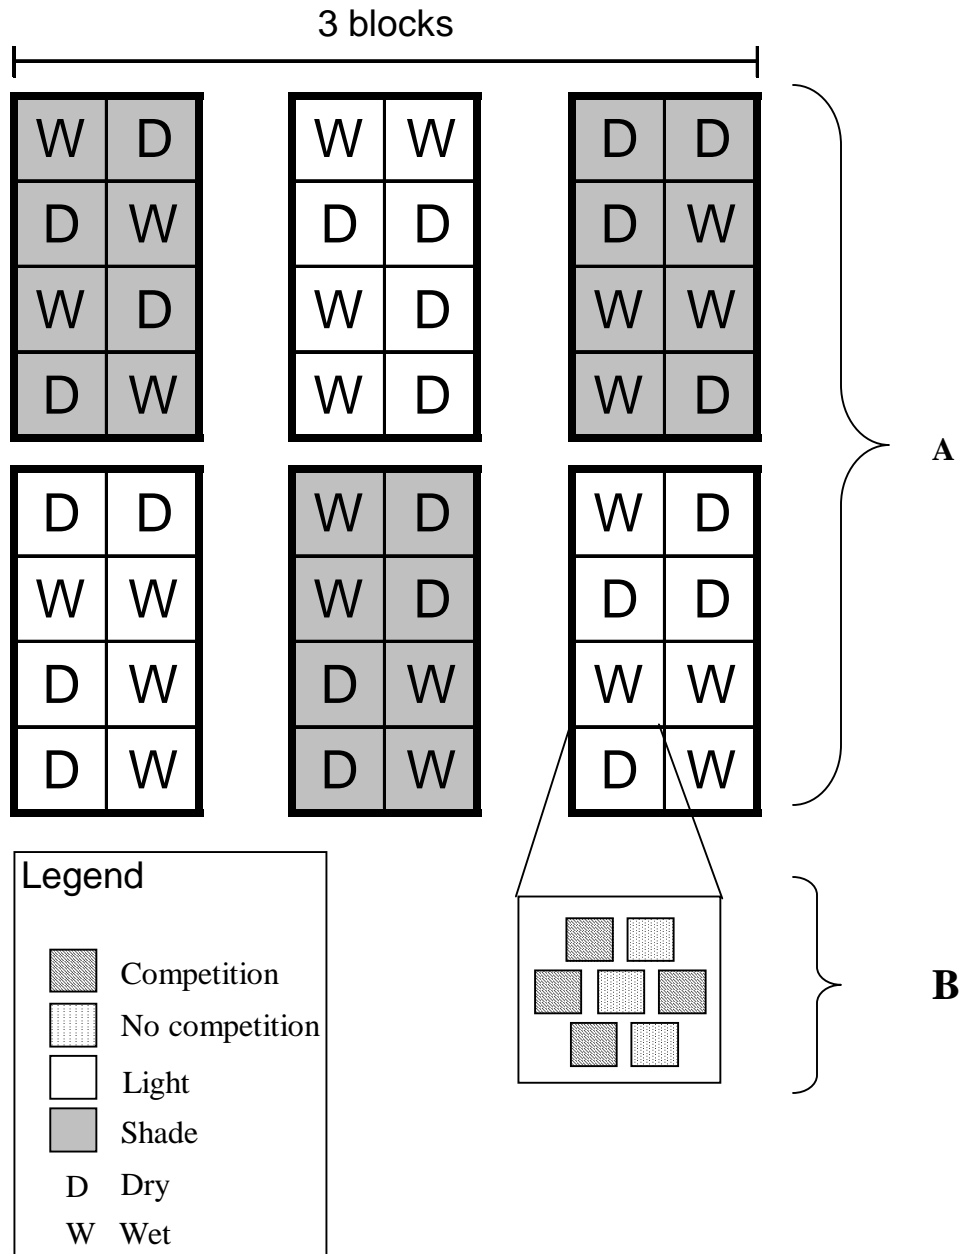 3 blocks
W D W W D D
D W D D D W
W D W D W W
D W W D W D
A
D D W D W D
W W W D D D
D W D W W W
D W D W D W
Legend
Competition
No competition
Light
Shade
D Dry
W Wet
B